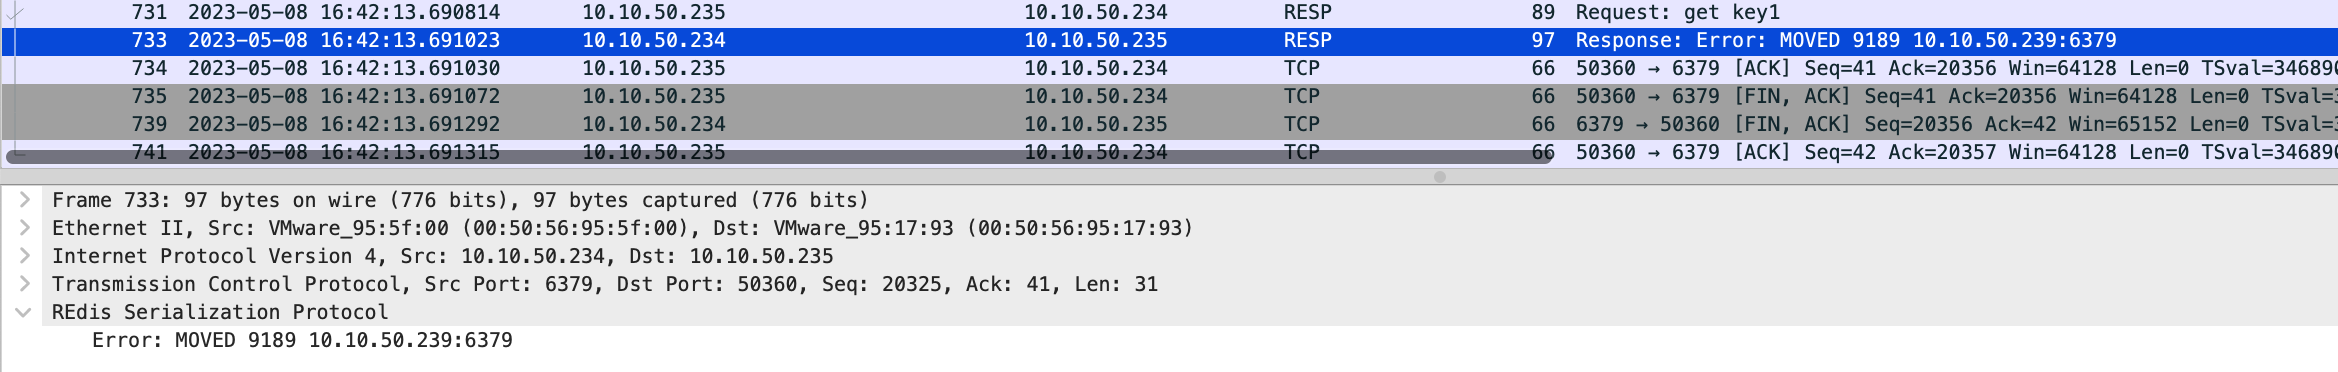 731 2023-05-08 16:42:13.690814 10.10.50.235 10.10.50.234 RESP 89 Request: get key1
733 2023-05-08 16:42:13.691023 10.10.50.234 10.10.50.235 RESP 97 Response: Error: MOVED 9189 10.10.50.239:6379
734 2023-05-08 16:42:13.691030 10.10.50.235 10.10.50.234 TCP 66 50360 → 6379 [ACK] Seq=41 Ack=20356 Win=64128 Len=0 TSval=34689
735 2023-05-08 16:42:13.691072 10.10.50.235 10.10.50.234 TCP 66 50360 → 6379 [FIN, ACK] Seq=41 Ack=20356 Win=64128 Len=0 TSval=
739 2023-05-08 16:42:13.691292 10.10.50.234 10.10.50.235 TCP 66 6379 → 50360 [FIN, ACK] Seq=20356 Ack=42 Win=65152 Len=0 TSval=
741 2023-05-08 16:42:13.691315 10.10.50.235 10.10.50.234 TCP 66 50360 → 6379 [ACK] Seq=42 Ack=20357 Win=64128 Len=0 TSval=34689
Frame 733: 97 bytes on wire (776 bits), 97 bytes captured (776 bits)
Ethernet II, Src: VMware_95:5f:00 (00:50:56:95:5f:00), Dst: VMware_95:17:93 (00:50:56:95:17:93)
Internet Protocol Version 4, Src: 10.10.50.234, Dst: 10.10.50.235
Transmission Control Protocol, Src Port: 6379, Dst Port: 50360, Seq: 20325, Ack: 41, Len: 31
REdis Serialization Protocol
Error: MOVED 9189 10.10.50.239:6379